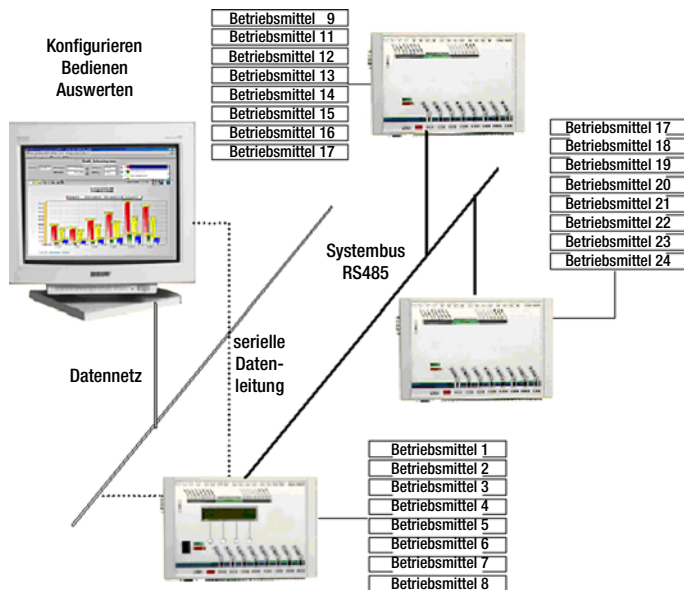 Konfigurieren
Bedienen
Auswerten
Betriebsmittel 9
Betriebsmittel 11
Betriebsmittel 12
Betriebsmittel 13
Betriebsmittel 14
Betriebsmittel 15
Betriebsmittel 16
Betriebsmittel 17
Betriebsmittel 17
Betriebsmittel 18
Betriebsmittel 19
Betriebsmittel 20
Betriebsmittel 21
Betriebsmittel 22
Betriebsmittel 23
Betriebsmittel 24
Systembus
RS485
serielle
Daten-
leitung
Datennetz
Betriebsmittel 1
Betriebsmittel 2
Betriebsmittel 3
Betriebsmittel 4
Betriebsmittel 5
Betriebsmittel 6
Betriebsmittel 7
Betriebsmittel 8